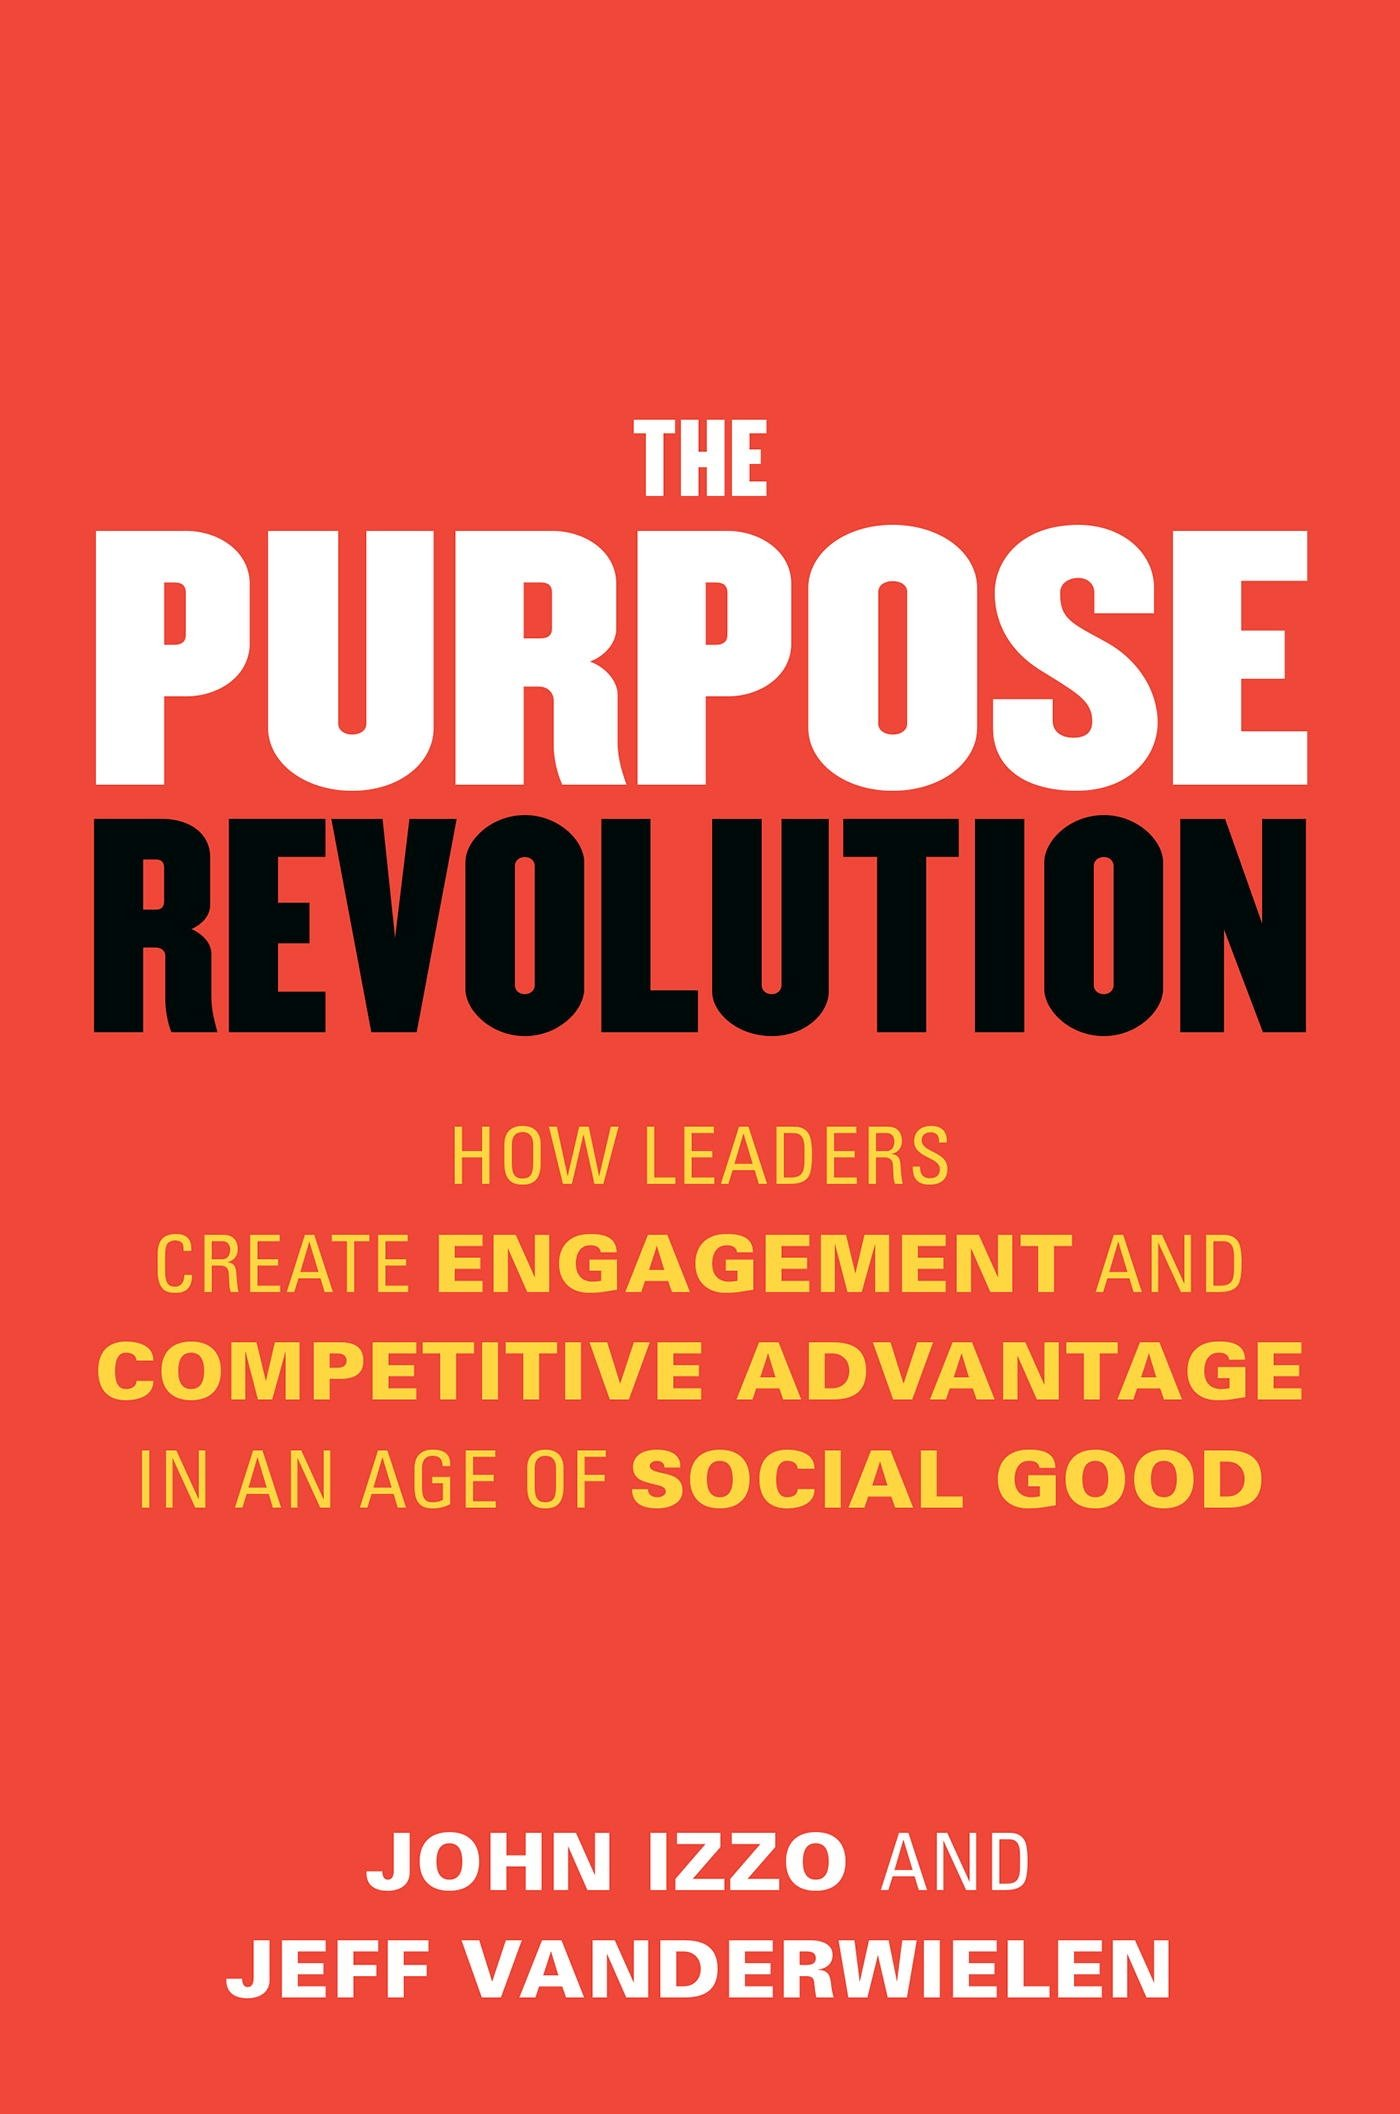 THE
PURPOSE
REVOLUTION
HOW LEADERS
CREATE ENGAGEMENT AND
COMPETITIVE ADVANTAGE
IN AN AGE OF SOCIAL GOOD
JOHN IZZO AND
JEFF VANDERWIELEN